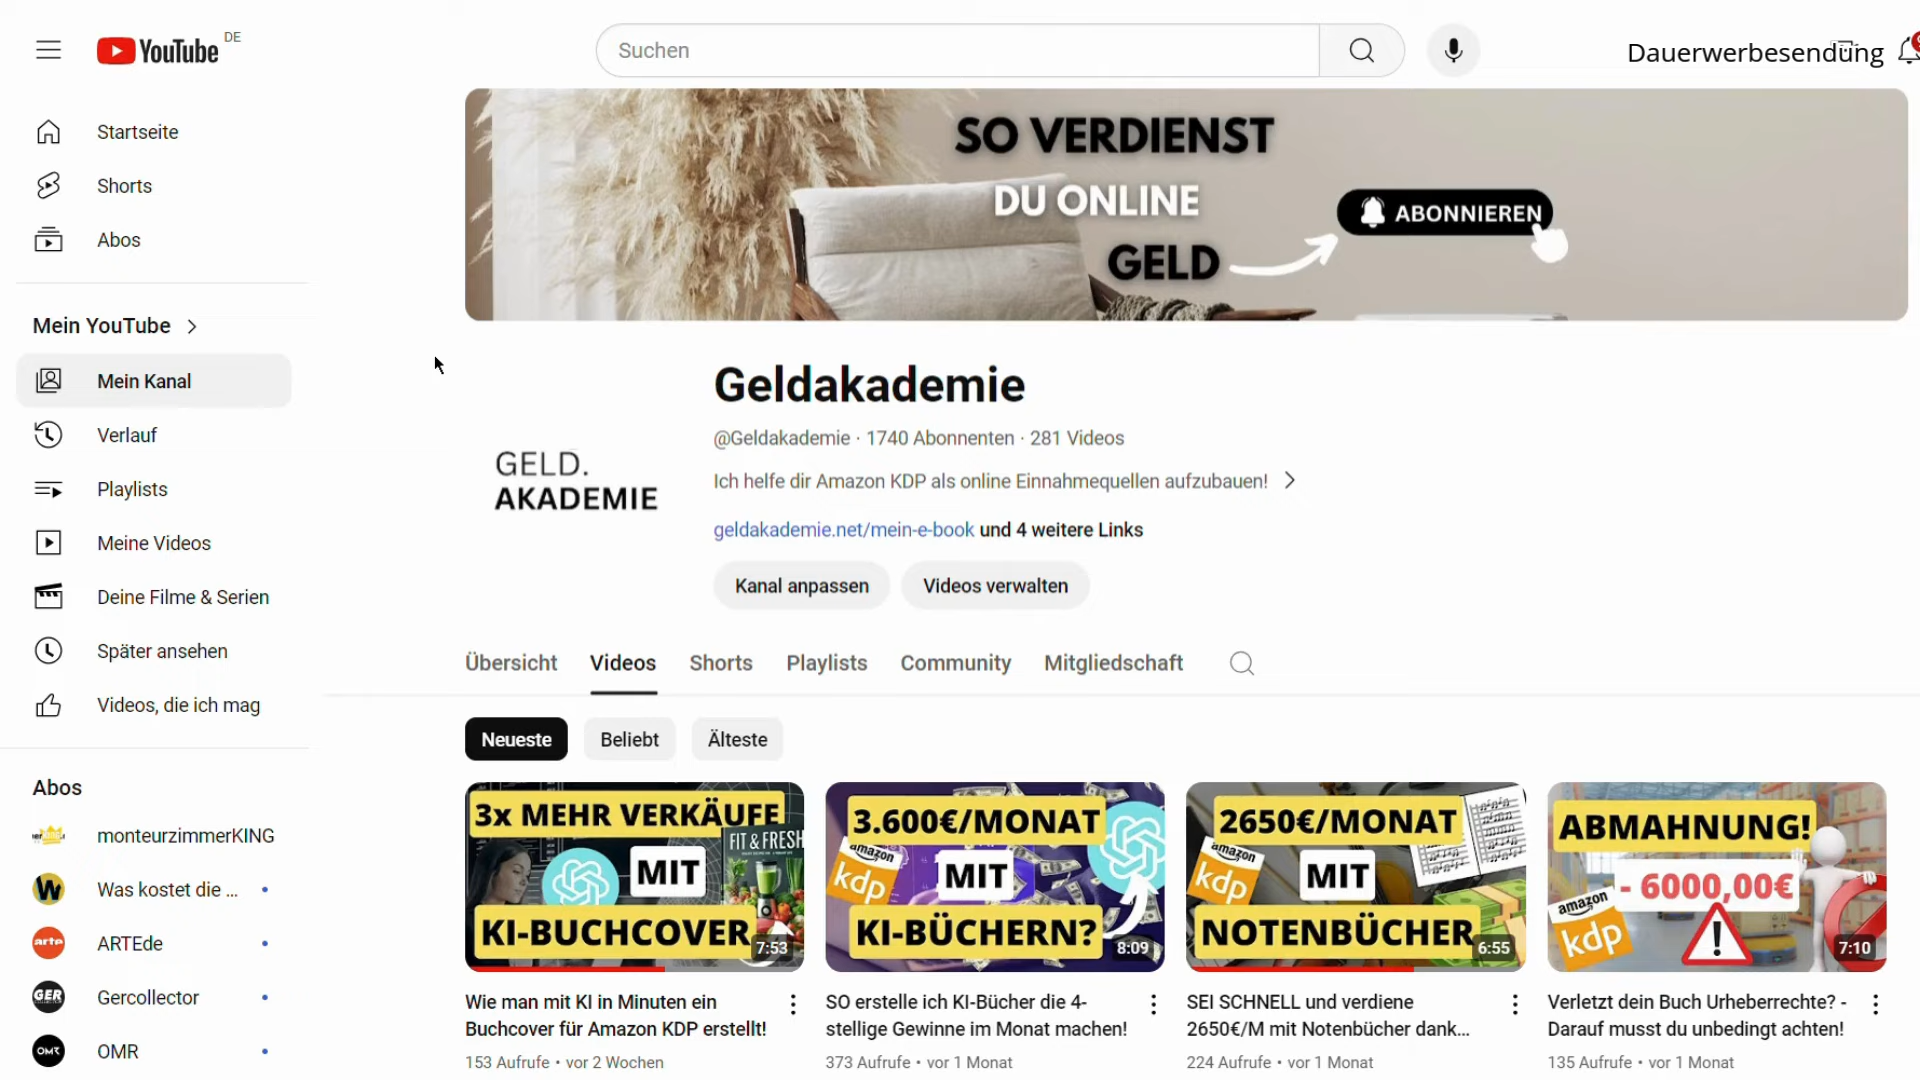 YouTube DE
Suchen
Dauerwerbesendung
Startseite
Shorts
Abos
Mein YouTube
Mein Kanal
Verlauf
Playlists
Meine Videos
Deine Filme & Serien
Später ansehen
Videos, die ich mag
Abos
monteurzimmerKING
Was kostet die ...
ARTEde
Gercollector
OMR
SO VERDIENST
DU ONLINE
GELD
ABONNIEREN
GELD.
AKADEMIE
Geldakademie
@Geldakademie · 1740 Abonnenten · 281 Videos
Ich helfe dir Amazon KDP als online Einnahmequellen aufzubauen!
geldakademie.net/mein-e-book und 4 weitere Links
Kanal anpassen
Videos verwalten
Übersicht
Videos
Shorts
Playlists
Community
Mitgliedschaft
Neueste
Beliebt
Älteste
3x MEHR VERKÄUFE
FIT & FRESH
MIT
KI-BUCHCOVER
7:53
Wie man mit KI in Minuten ein
Buchcover für Amazon KDP erstellt!
153 Aufrufe • vor 2 Wochen
3.600€/MONAT
amazon
kdp
MIT
KI-BÜCHERN?
8:09
SO erstelle ich KI-Bücher die 4-
stellige Gewinne im Monat machen!
373 Aufrufe • vor 1 Monat
2650€/MONAT
amazon
kdp
MIT
NOTENBÜCHER
6:55
SEI SCHNELL und verdiene
2650€/M mit Notenbücher dank...
224 Aufrufe • vor 1 Monat
ABMAHNUNG!
- 6000,00€
amazon
kdp
!
7:10
Verletzt dein Buch Urheberrechte? -
Darauf musst du unbedingt achten!
135 Aufrufe • vor 1 Monat